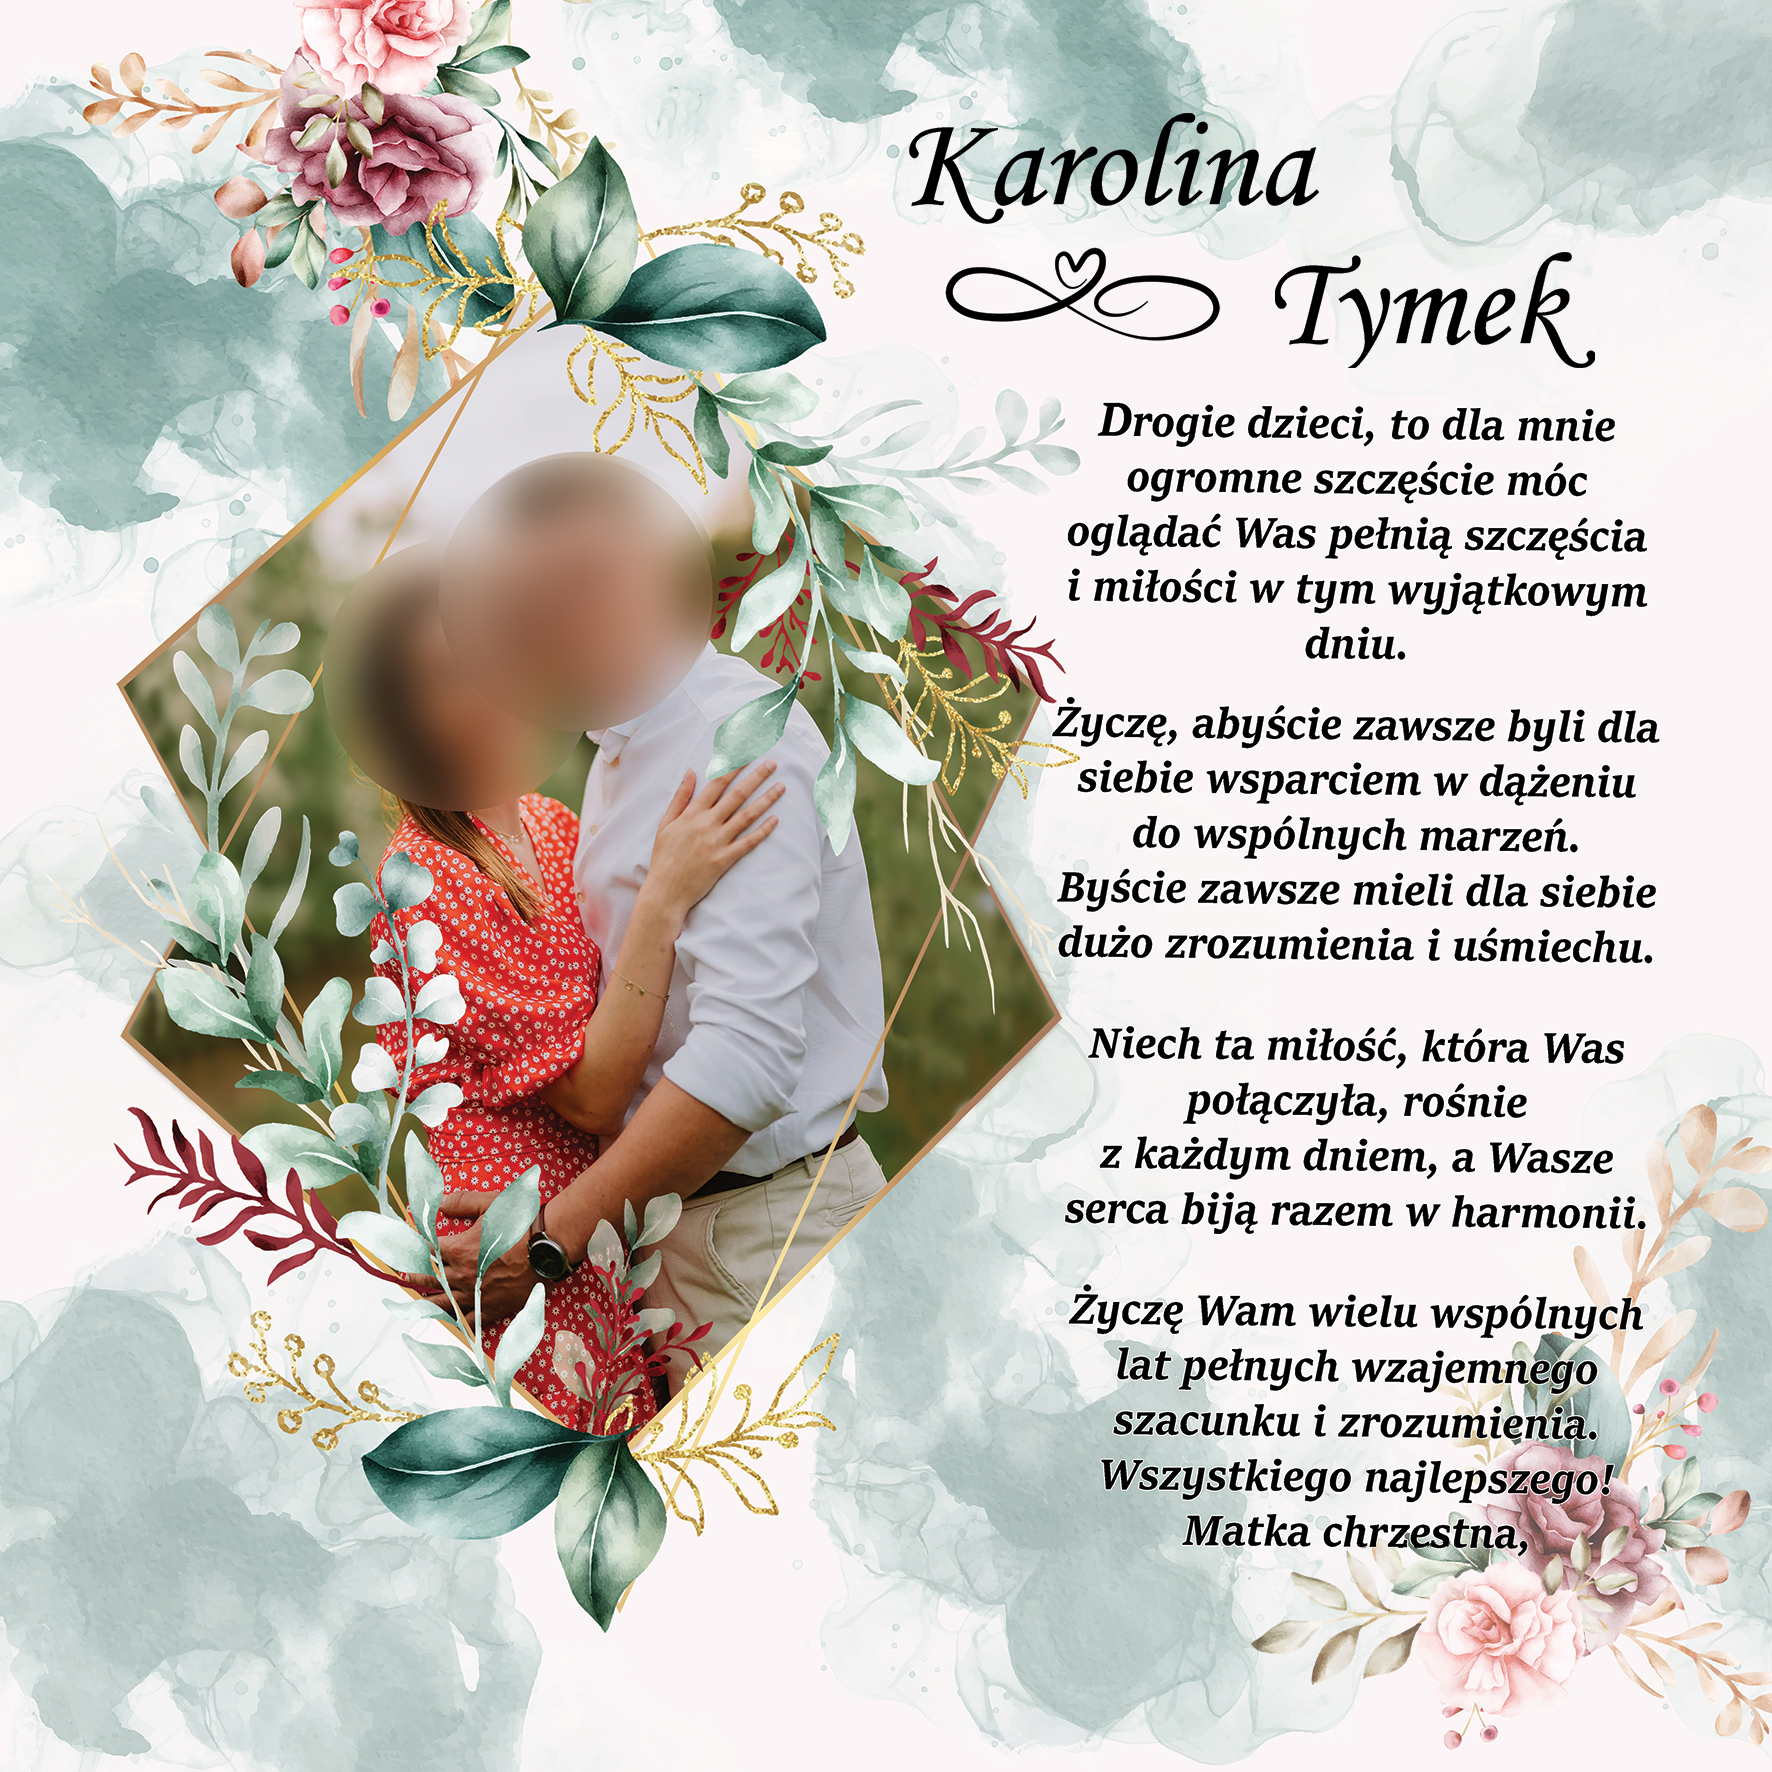 Karolina
Tymek
Drogie dzieci, to dla mnie
ogromne szczęście móc
oglądać Was pełnią szczęścia
i miłości w tym wyjątkowym
dniu.
Życzę, abyście zawsze byli dla
siebie wsparciem w dążeniu
do wspólnych marzeń.
Byście zawsze mieli dla siebie
dużo zrozumienia i uśmiechu.
Niech ta miłość, która Was
połączyła, rośnie
z każdym dniem, a Wasze
serca biją razem w harmonii.
Życzę Wam wielu wspólnych
lat pełnych wzajemnego
szacunku i zrozumienia.
Wszystkiego najlepszego!
Matka chrzestna,